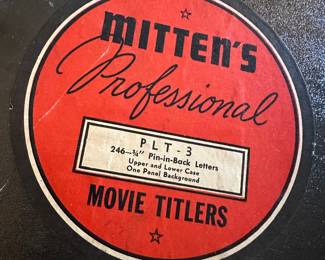 MITTEN'S
Professional
PLT-3
246—¾" Pin-in-Back Letters
Upper and Lower Case
One Panel Background
MOVIE TITLERS